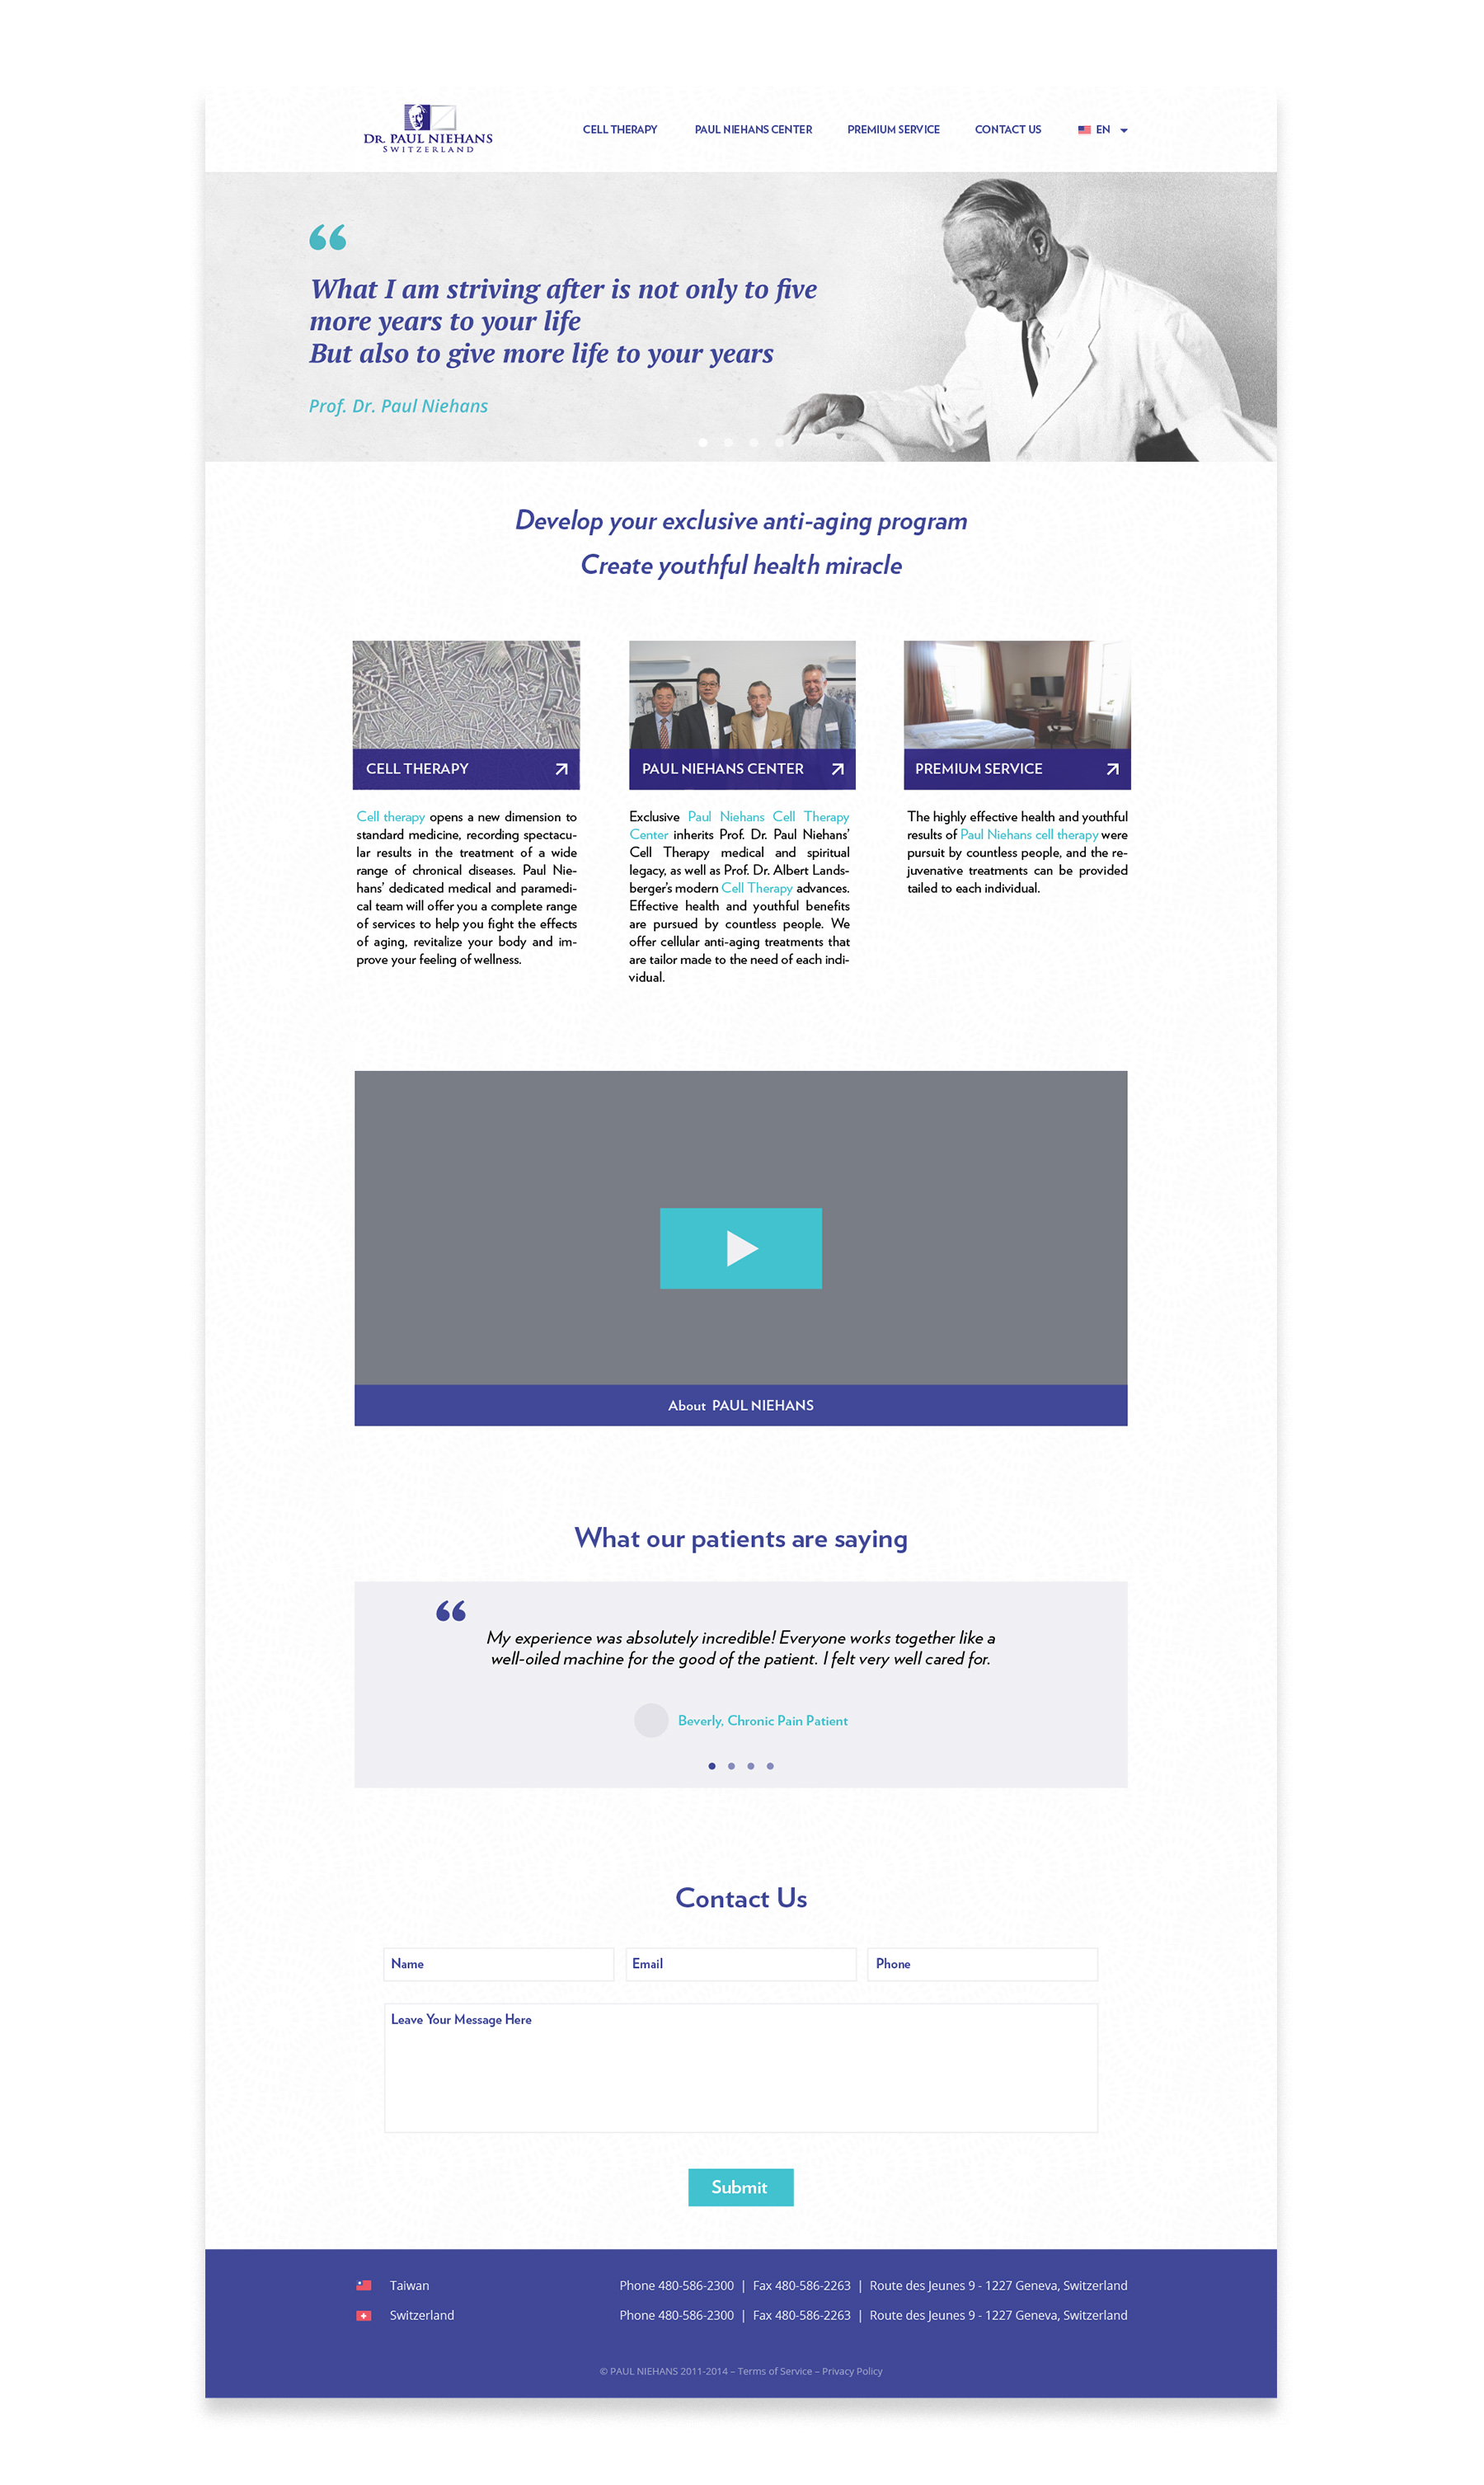 DR. PAUL NIEHANS
SWITZERLAND
CELL THERAPY
PAUL NIEHANS CENTER
PREMIUM SERVICE
CONTACT US
EN
“
What I am striving after is not only to five
more years to your life
But also to give more life to your years
Prof. Dr. Paul Niehans
Develop your exclusive anti-aging program
Create youthful health miracle
CELL THERAPY
Cell therapy opens a new dimension to
standard medicine, recording spectacu-
lar results in the treatment of a wide
range of chronical diseases. Paul Nie-
hans’ dedicated medical and paramedi-
cal team will offer you a complete range
of services to help you fight the effects
of aging, revitalize your body and im-
prove your feeling of wellness.
PAUL NIEHANS CENTER
Exclusive Paul Niehans Cell Therapy
Center inherits Prof. Dr. Paul Niehans’
Cell Therapy medical and spiritual
legacy, as well as Prof. Dr. Albert Lands-
berger’s modern Cell Therapy advances.
Effective health and youthful benefits
are pursued by countless people. We
offer cellular anti-aging treatments that
are tailor made to the need of each indi-
vidual.
PREMIUM SERVICE
The highly effective health and youthful
results of Paul Niehans cell therapy were
pursuit by countless people, and the re-
juvenative treatments can be provided
tailed to each individual.
About PAUL NIEHANS
What our patients are saying
“
My experience was absolutely incredible! Everyone works together like a
well-oiled machine for the good of the patient. I felt very well cared for.
Beverly, Chronic Pain Patient
Contact Us
Name
Email
Phone
Leave Your Message Here
Submit
Taiwan
Phone 480-586-2300 | Fax 480-586-2263 | Route des Jeunes 9 - 1227 Geneva, Switzerland
Switzerland
Phone 480-586-2300 | Fax 480-586-2263 | Route des Jeunes 9 - 1227 Geneva, Switzerland
© PAUL NIEHANS 2011-2014 – Terms of Service – Privacy Policy